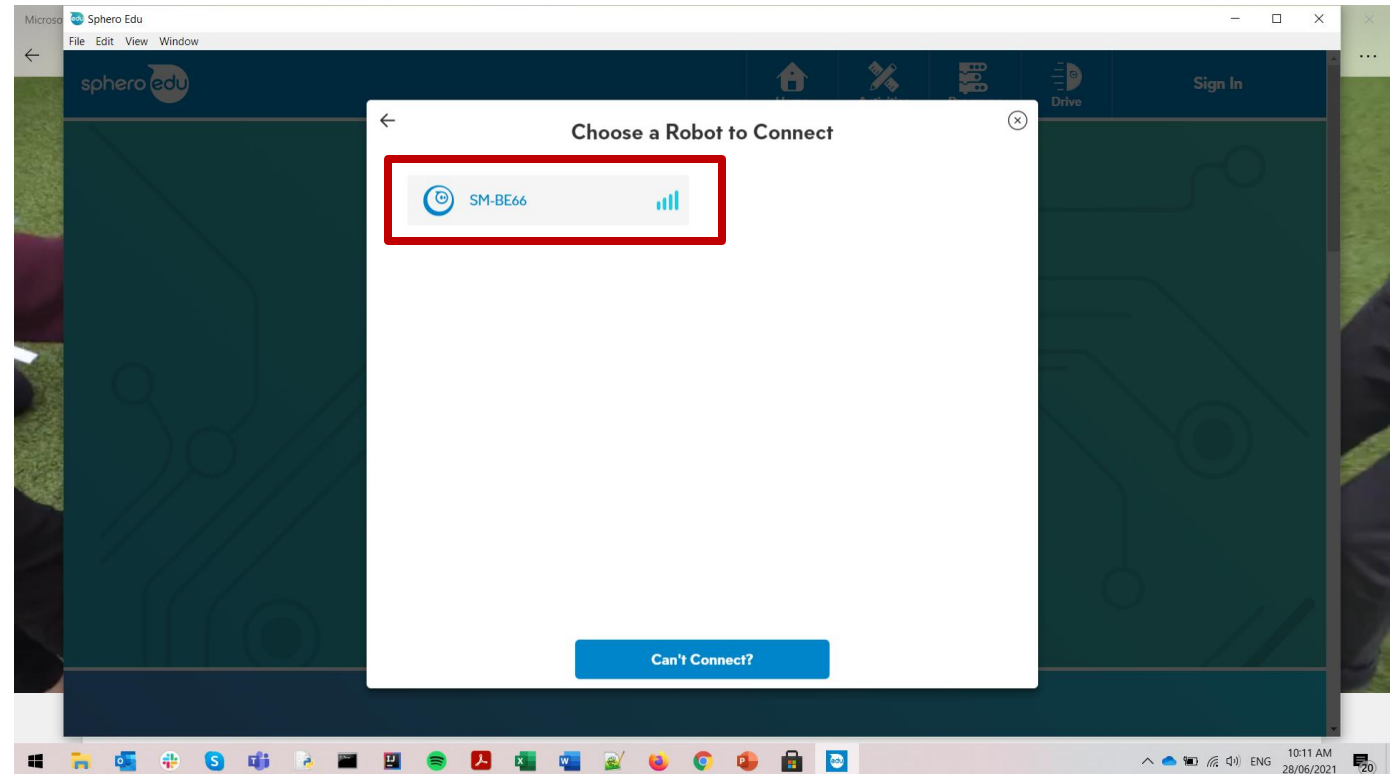 Microso
Sphero Edu
File Edit View Window
sphero edu
Drive
Sign In
Choose a Robot to Connect
SM-BE66
Can't Connect?
ENG
10:11 AM
28/06/2021
20